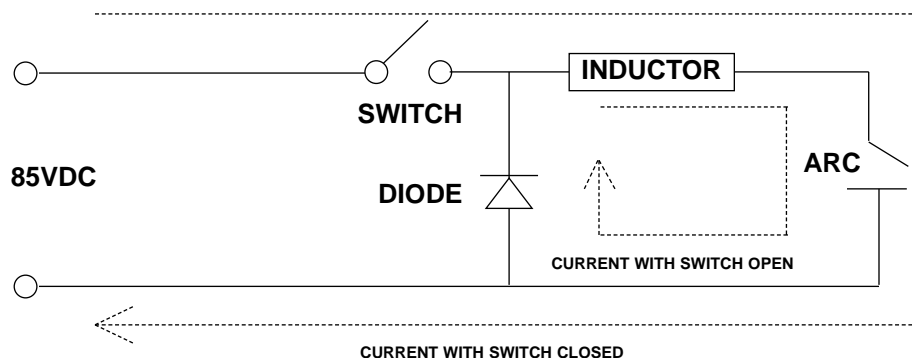 INDUCTOR
SWITCH
ARC
85VDC
DIODE
CURRENT WITH SWITCH OPEN
CURRENT WITH SWITCH CLOSED